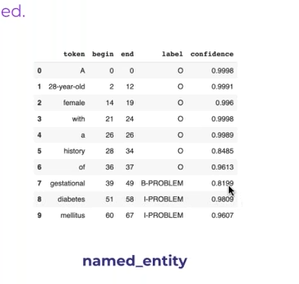 ed.
token begin end label confidence
0 A 0 0 O 0.9998
1 28-year-old 2 12 O 0.9991
2 female 14 19 O 0.996
3 with 21 24 O 0.9998
4 a 26 26 O 0.9989
5 history 28 34 O 0.8485
6 of 36 37 O 0.9613
7 gestational 39 49 B-PROBLEM 0.8199
8 diabetes 51 58 I-PROBLEM 0.9809
9 mellitus 60 67 I-PROBLEM 0.9607
named_entity